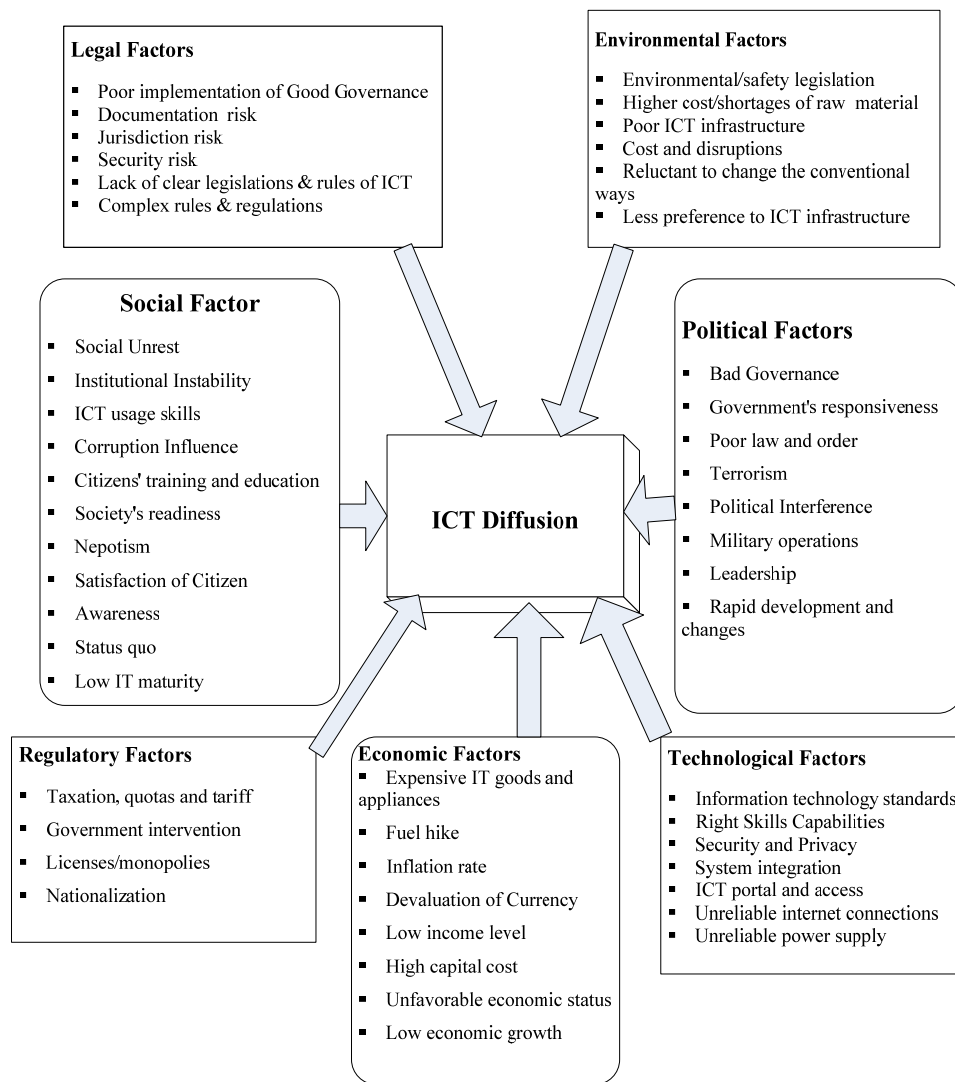 Legal Factors
▪ Poor implementation of Good Governance
▪ Documentation risk
▪ Jurisdiction risk
▪ Security risk
▪ Lack of clear legislations & rules of ICT
▪ Complex rules & regulations
Environmental Factors
▪ Environmental/safety legislation
▪ Higher cost/shortages of raw material
▪ Poor ICT infrastructure
▪ Cost and disruptions
▪ Reluctant to change the conventional
ways
▪ Less preference to ICT infrastructure
Social Factor
▪ Social Unrest
▪ Institutional Instability
▪ ICT usage skills
▪ Corruption Influence
▪ Citizens' training and education
▪ Society's readiness
▪ Nepotism
▪ Satisfaction of Citizen
▪ Awareness
▪ Status quo
▪ Low IT maturity
ICT Diffusion
Political Factors
▪ Bad Governance
▪ Government's responsiveness
▪ Poor law and order
▪ Terrorism
▪ Political Interference
▪ Military operations
▪ Leadership
▪ Rapid development and
changes
Regulatory Factors
▪ Taxation, quotas and tariff
▪ Government intervention
▪ Licenses/monopolies
▪ Nationalization
Economic Factors
▪ Expensive IT goods and
appliances
▪ Fuel hike
▪ Inflation rate
▪ Devaluation of Currency
▪ Low income level
▪ High capital cost
▪ Unfavorable economic status
▪ Low economic growth
Technological Factors
▪ Information technology standards
▪ Right Skills Capabilities
▪ Security and Privacy
▪ System integration
▪ ICT portal and access
▪ Unreliable internet connections
▪ Unreliable power supply